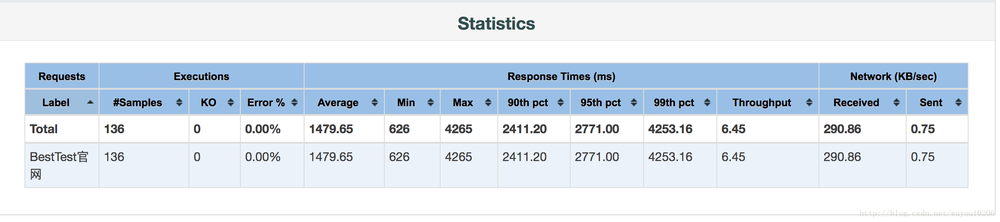 Statistics
Requests Executions Response Times (ms) Network (KB/sec)
Label #Samples KO Error % Average Min Max 90th pct 95th pct 99th pct Throughput Received Sent
Total 136 0 0.00% 1479.65 626 4265 2411.20 2771.00 4253.16 6.45 290.86 0.75
BestTest官 136 0 0.00% 1479.65 626 4265 2411.20 2771.00 4253.16 6.45 290.86 0.75
网
http://blog.csdn.net/wuyou10206